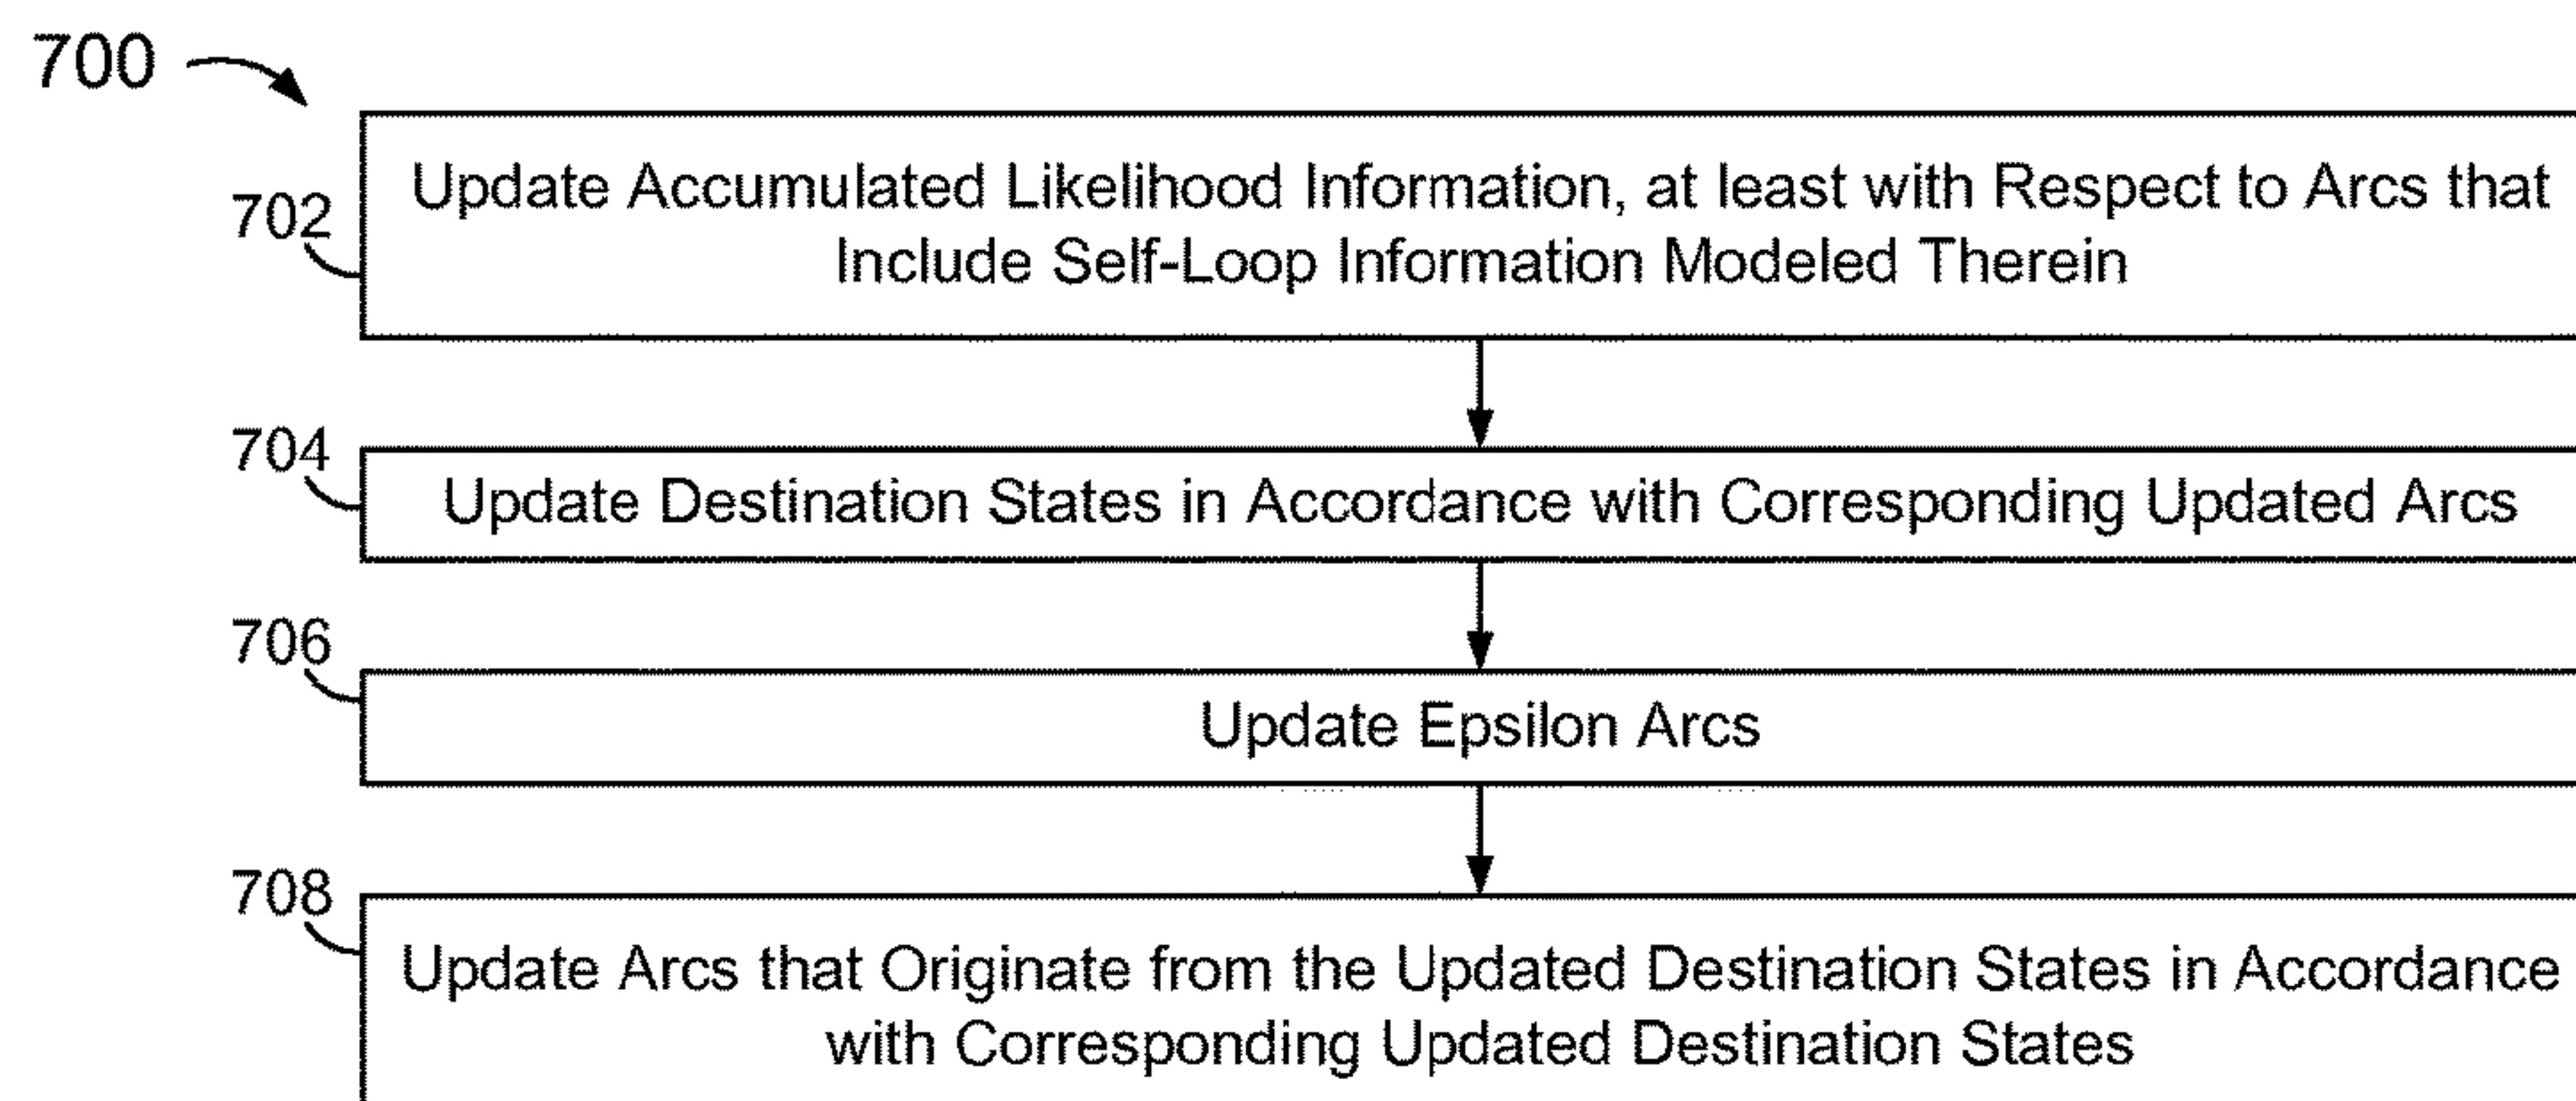 700
702
Update Accumulated Likelihood Information, at least with Respect to Arcs that
Include Self-Loop Information Modeled Therein
704
Update Destination States in Accordance with Corresponding Updated Arcs
706
Update Epsilon Arcs
708
Update Arcs that Originate from the Updated Destination States in Accordance
with Corresponding Updated Destination States